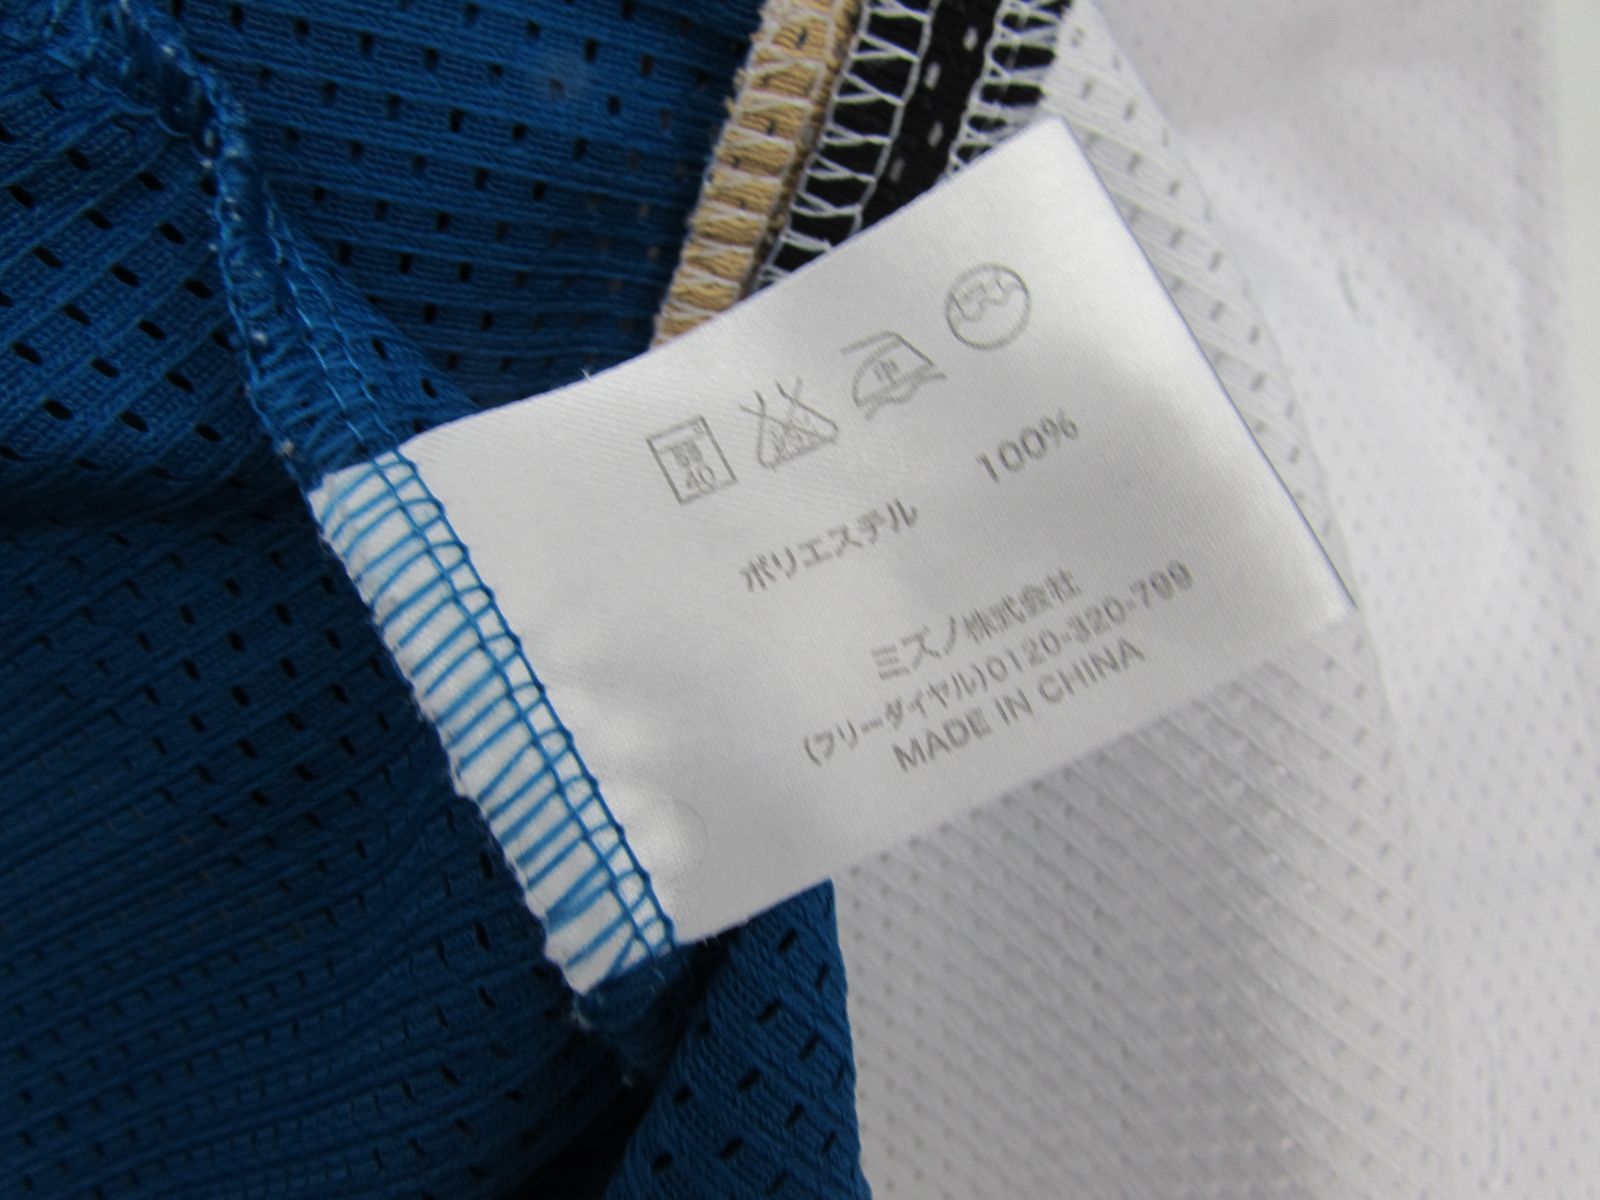 40
ポリエステル 100%
ミズノ株式会社
(フリーダイヤル)0120-320-799
MADE IN CHINA